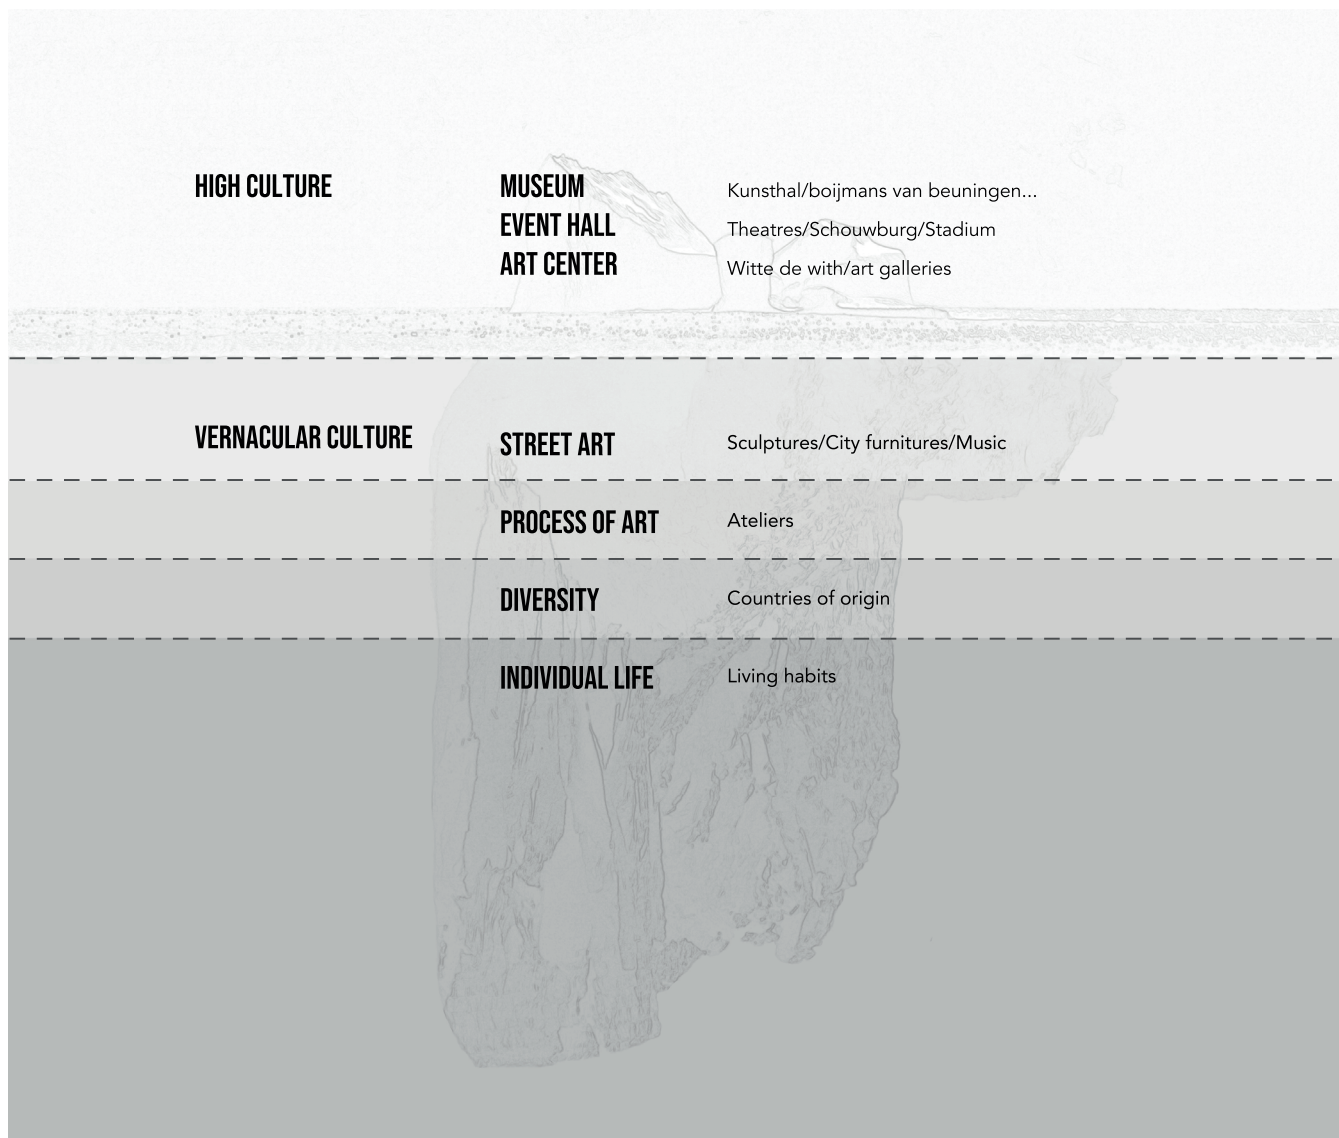 HIGH CULTURE
MUSEUM
Kunsthal/boijmans van beuningen...
EVENT HALL
Theatres/Schouwburg/Stadium
ART CENTER
Witte de with/art galleries
VERNACULAR CULTURE
STREET ART
Sculptures/City furnitures/Music
PROCESS OF ART
Ateliers
DIVERSITY
Countries of origin
INDIVIDUAL LIFE
Living habits